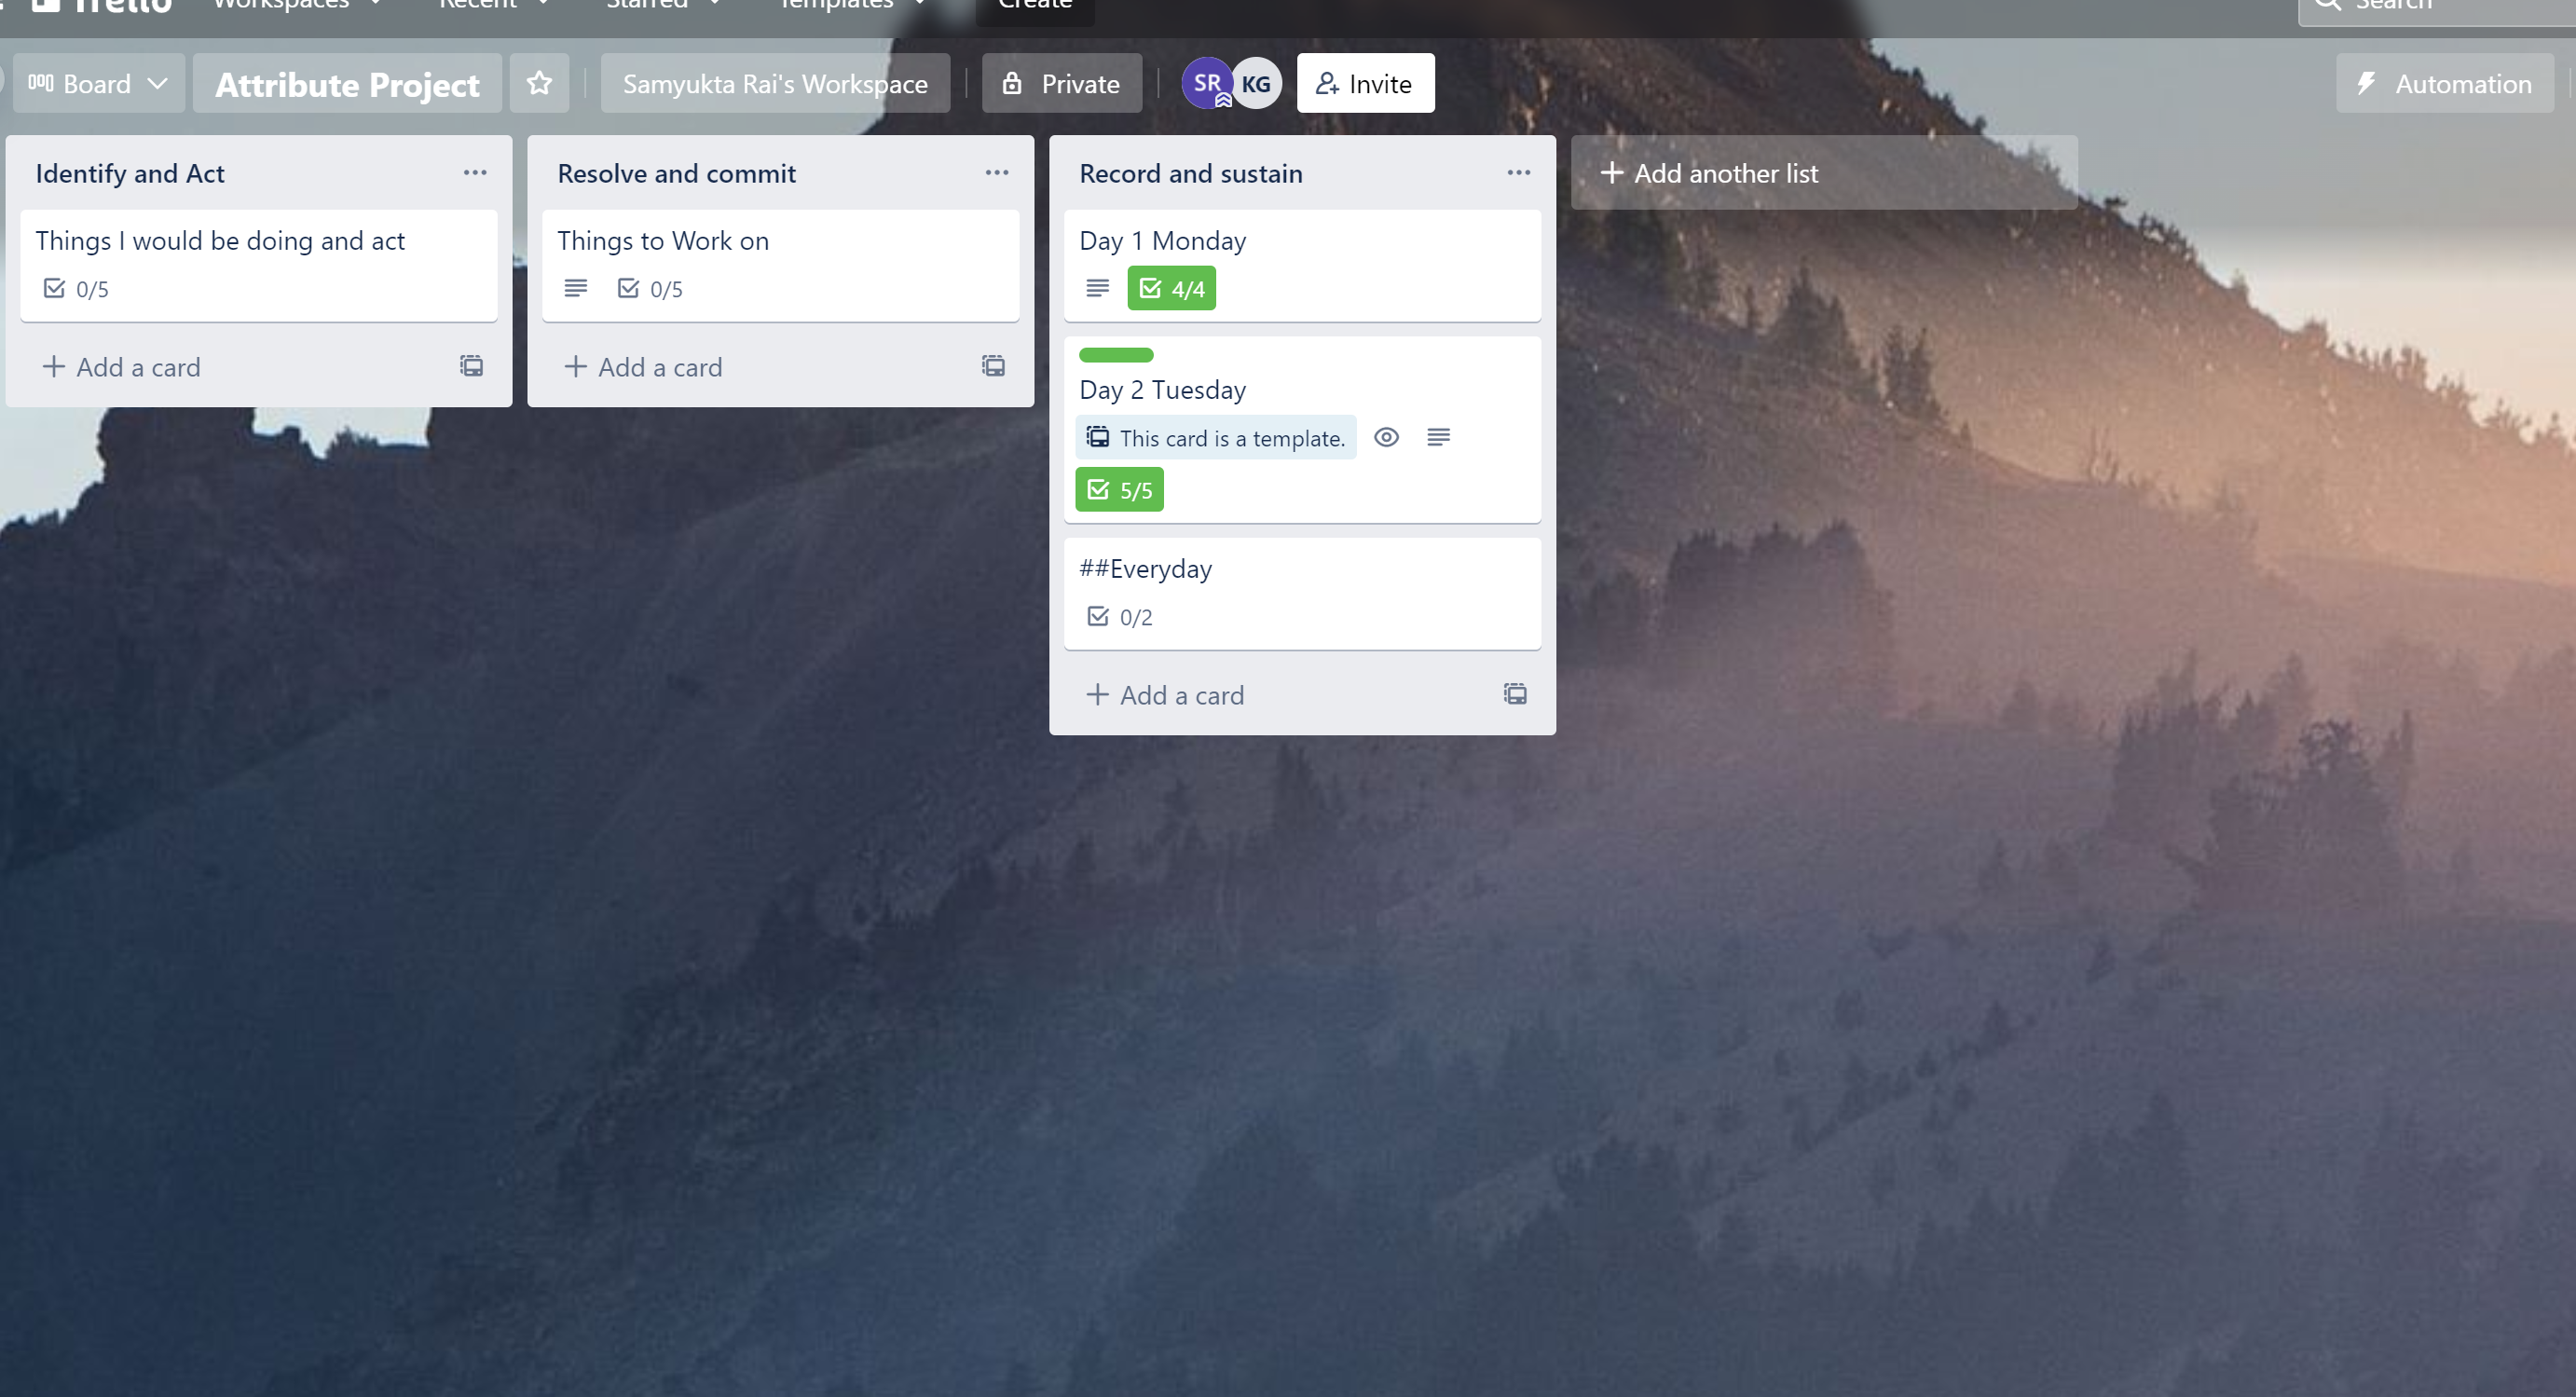 Trello Workspaces Recent Starred Templates Create Search
Board Attribute Project Samyukta Rai's Workspace Private SR KG Invite Automation
Identify and Act
Things I would be doing and act
0/5
+ Add a card
Resolve and commit
Things to Work on
0/5
+ Add a card
Record and sustain
Day 1 Monday
4/4
Day 2 Tuesday
This card is a template.
5/5
##Everyday
0/2
+ Add a card
+ Add another list